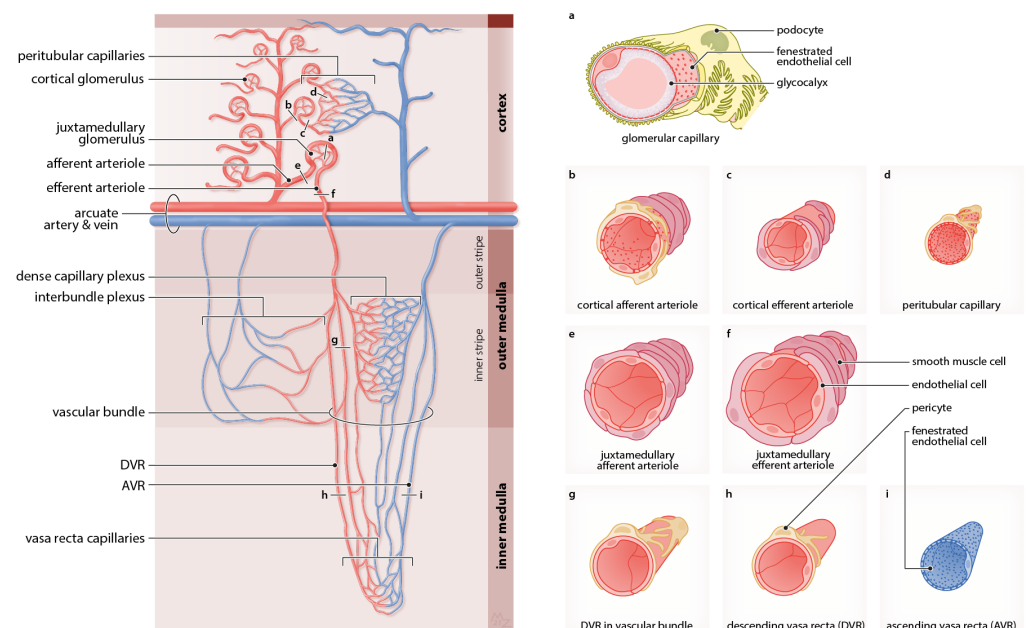 peritubular capillaries
cortical glomerulus
juxtamedullary
glomerulus
afferent arteriole
efferent arteriole
arcuate
artery & vein
dense capillary plexus
interbundle plexus
vascular bundle
DVR
AVR
vasa recta capillaries
d
b
c
a
e
f
g
h
i
cortex
outer stripe
inner stripe
outer medulla
inner medulla
a
podocyte
fenestrated
endothelial cell
glycocalyx
glomerular capillary
b
cortical afferent arteriole
c
cortical efferent arteriole
d
peritubular capillary
e
juxtamedullary
afferent arteriole
f
juxtamedullary
efferent arteriole
smooth muscle cell
endothelial cell
pericyte
fenestrated
endothelial cell
g
DVR in vascular bundle
h
descending vasa recta (DVR)
i
ascending vasa recta (AVR)